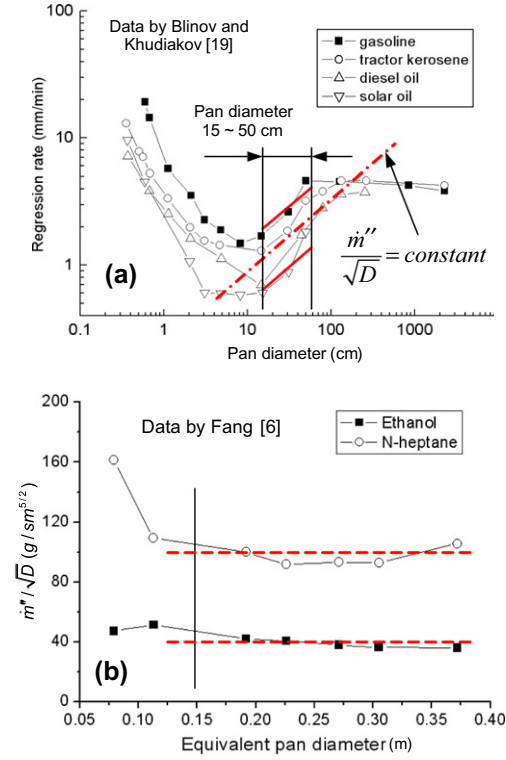 (a)
Data by Blinov and
Khudiakov [19]
gasoline
tractor kerosene
diesel oil
solar oil
Pan diameter
15 ~ 50 cm
ṁ″/√D = constant
100
10
1
Regression rate (mm/min)
0.1
1
10
100
1000
Pan diameter (cm)
(b)
Data by Fang [6]
Ethanol
N-heptane
200
160
120
80
40
0
ṁ″/√D (g/sm^5/2)
0.05
0.10
0.15
0.20
0.25
0.30
0.35
0.40
Equivalent pan diameter (m)